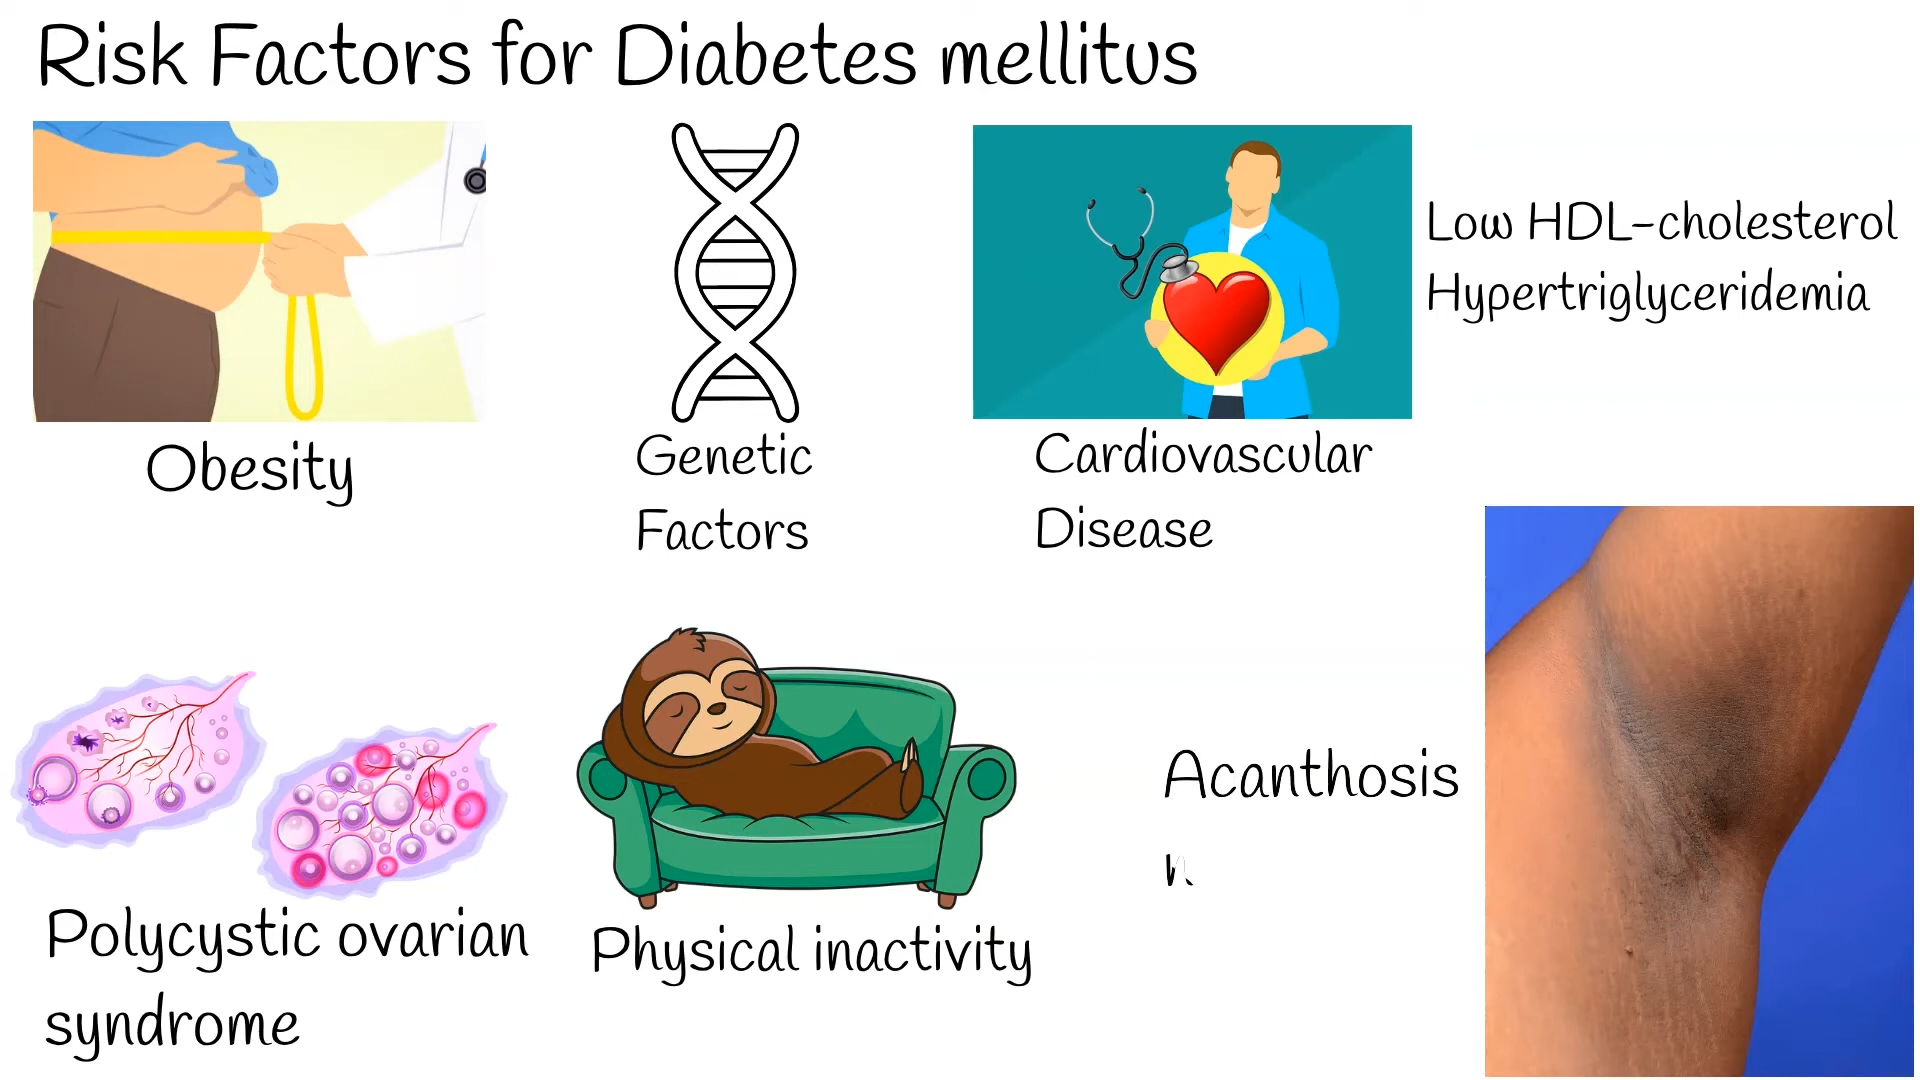 Risk Factors for Diabetes mellitus
Low HDL-cholesterol
Hypertriglyceridemia
Obesity
Genetic
Factors
Cardiovascular
Disease
Polycystic ovarian
syndrome
Physical inactivity
Acanthosis
n